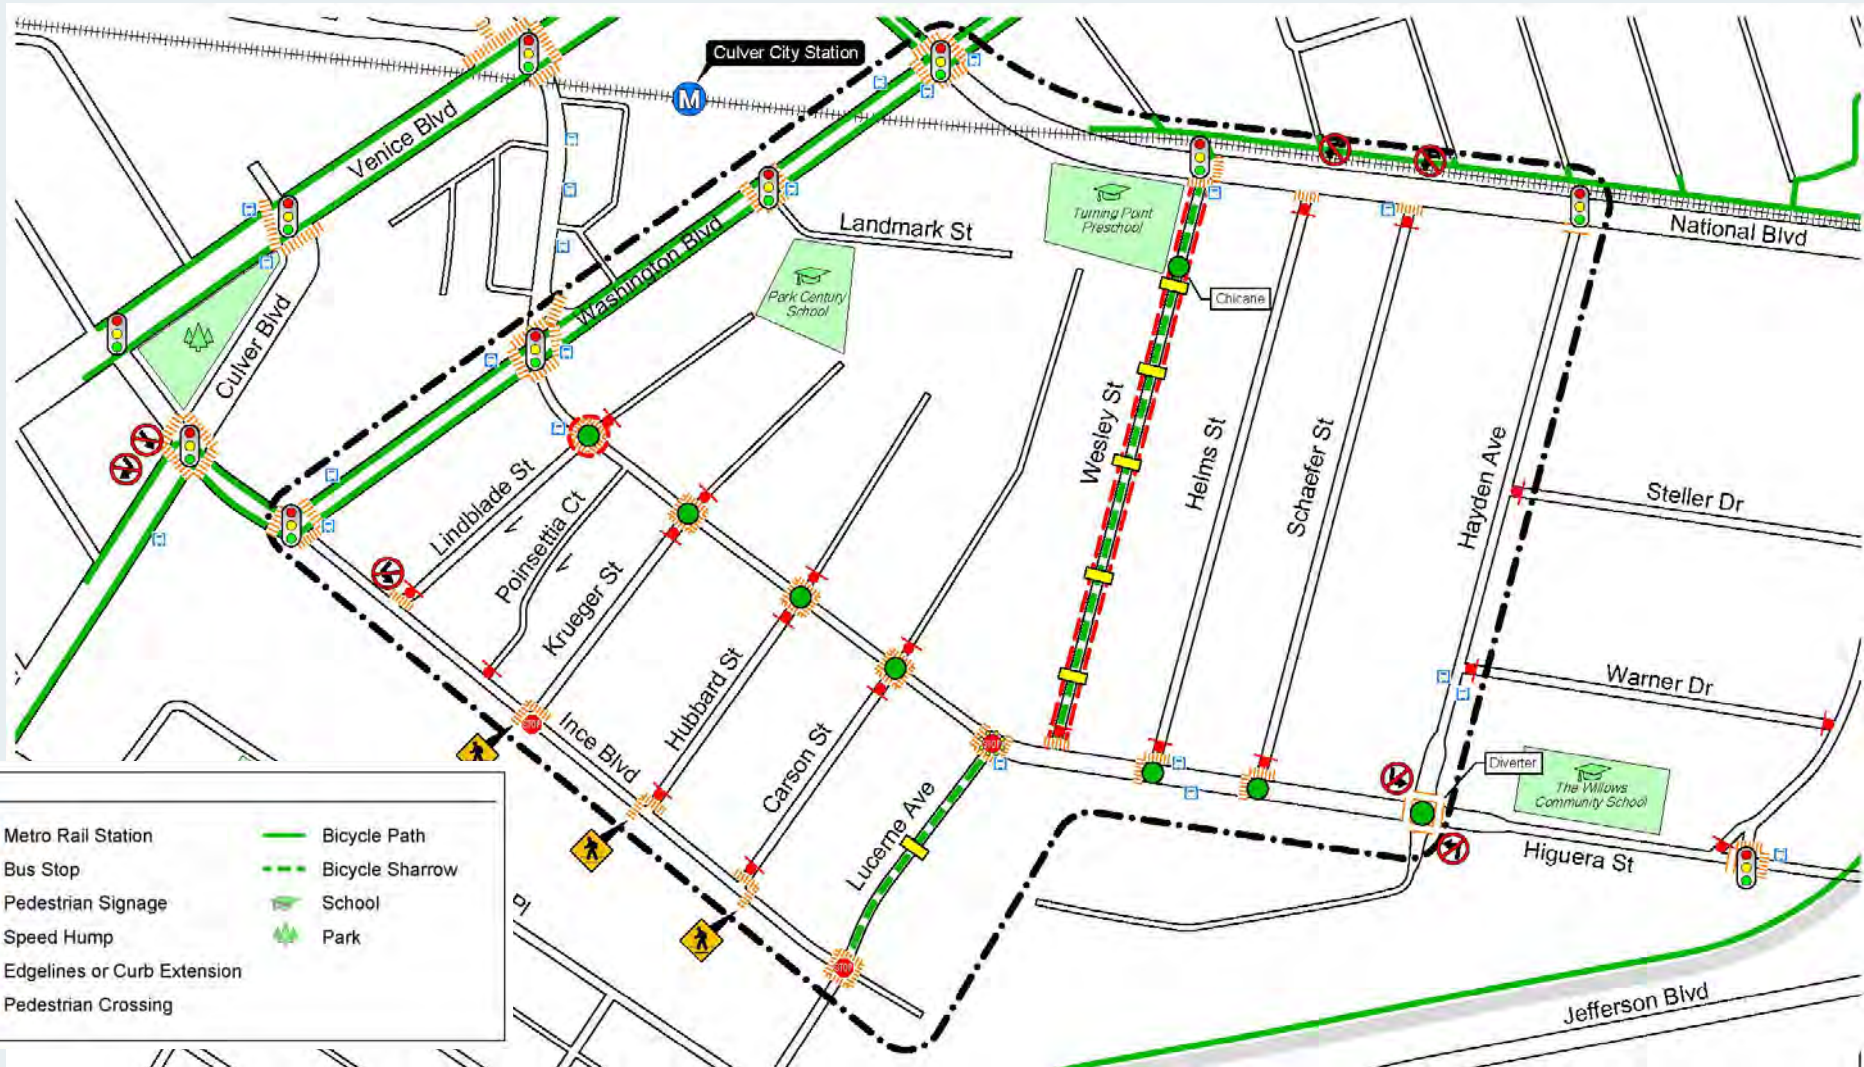 Culver City Station
M
Venice Blvd
Landmark St
Turning Point
Preschool
National Blvd
Washington Blvd
Park Century
School
Chicane
Culver Blvd
Wesley St
Helms St
Schaefer St
Hayden Ave
Steller Dr
Lindblade St
Poinsettia Ct
Krueger St
Hubbard St
Carson St
Ince Blvd
STOP
STOP
STOP
Lucerne Ave
Warner Dr
Diverter
The Willows
Community School
Higuera St
Jefferson Blvd
Pl
Metro Rail Station
Bus Stop
Pedestrian Signage
Speed Hump
Edgelines or Curb Extension
Pedestrian Crossing
Bicycle Path
Bicycle Sharrow
School
Park